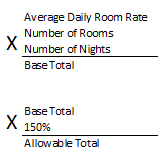 Average Daily Room Rate
Number of Rooms
X Number of Nights
Base Total
Base Total
X 150%
Allowable Total